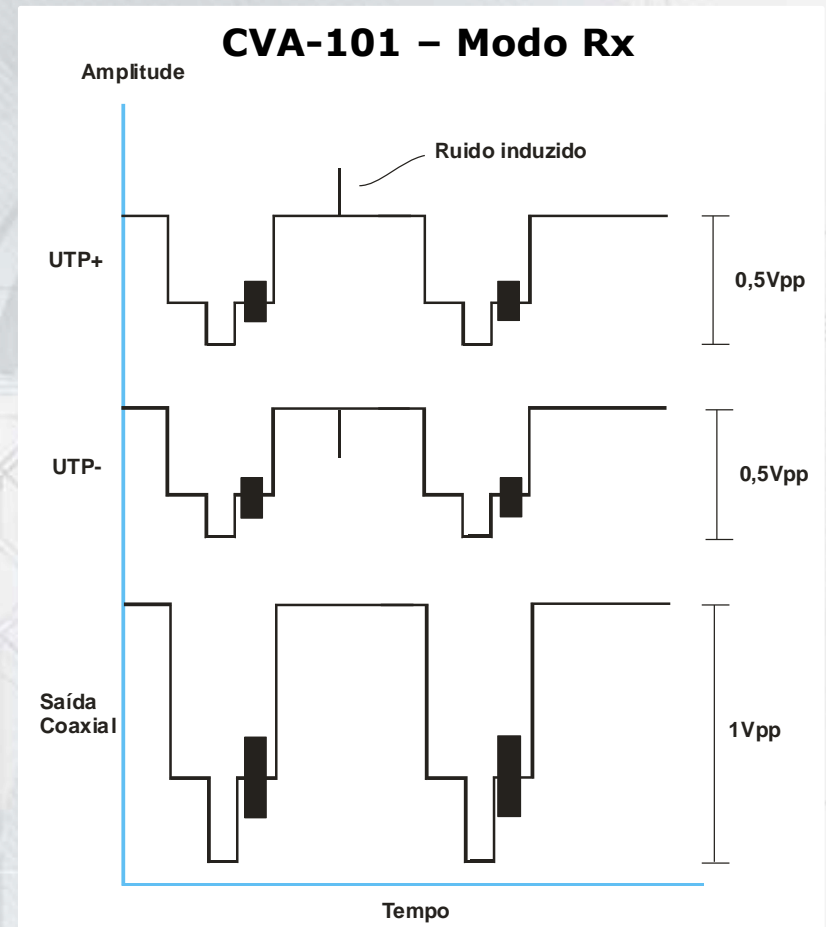 CVA-101 – Modo Rx
Amplitude
Ruido induzido
UTP+
0,5Vpp
UTP-
0,5Vpp
Saída
Coaxial
1Vpp
Tempo